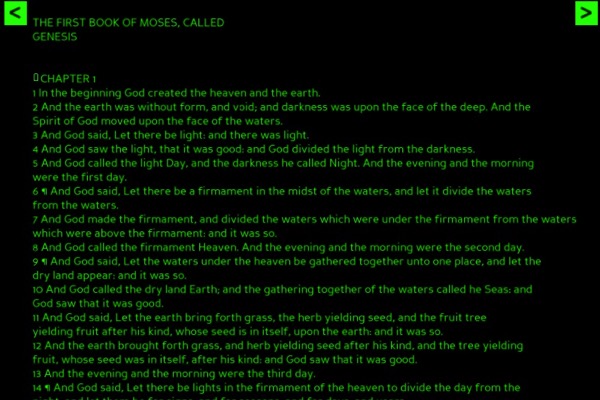 < THE FIRST BOOK OF MOSES, CALLED >
GENESIS
CHAPTER 1
1 In the beginning God created the heaven and the earth.
2 And the earth was without form, and void; and darkness was upon the face of the deep. And the
Spirit of God moved upon the face of the waters.
3 And God said, Let there be light: and there was light.
4 And God saw the light, that it was good: and God divided the light from the darkness.
5 And God called the light Day, and the darkness he called Night. And the evening and the morning
were the first day.
6 ¶ And God said, Let there be a firmament in the midst of the waters, and let it divide the waters
from the waters.
7 And God made the firmament, and divided the waters which were under the firmament from the waters
which were above the firmament: and it was so.
8 And God called the firmament Heaven. And the evening and the morning were the second day.
9 ¶ And God said, Let the waters under the heaven be gathered together unto one place, and let the
dry land appear: and it was so.
10 And God called the dry land Earth; and the gathering together of the waters called he Seas: and
God saw that it was good.
11 And God said, Let the earth bring forth grass, the herb yielding seed, and the fruit tree
yielding fruit after his kind, whose seed is in itself, upon the earth: and it was so.
12 And the earth brought forth grass, and herb yielding seed after his kind, and the tree yielding
fruit, whose seed was in itself, after his kind: and God saw that it was good.
13 And the evening and the morning were the third day.
14 ¶ And God said, Let there be lights in the firmament of the heaven to divide the day from the